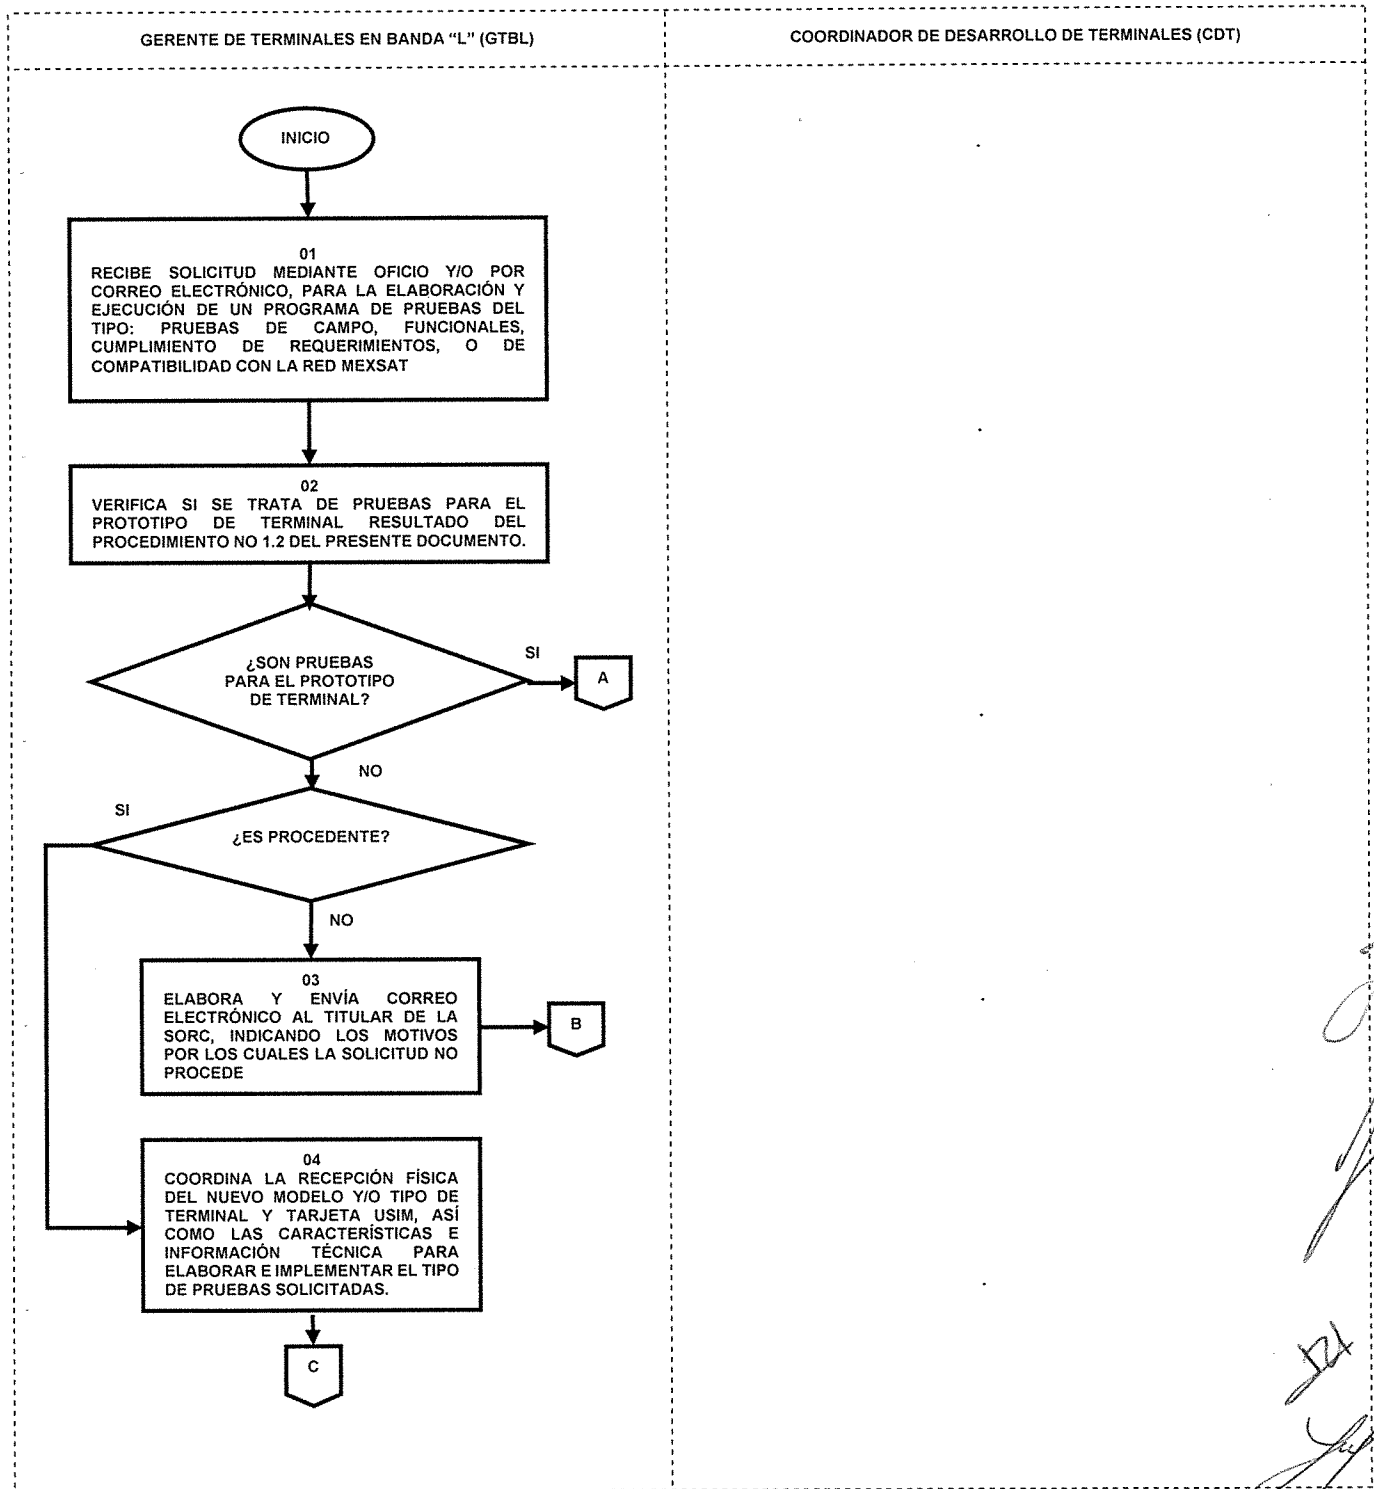 GERENTE DE TERMINALES EN BANDA “L” (GTBL)
COORDINADOR DE DESARROLLO DE TERMINALES (CDT)
INICIO
01
RECIBE SOLICITUD MEDIANTE OFICIO Y/O POR
CORREO ELECTRÓNICO, PARA LA ELABORACIÓN Y
EJECUCIÓN DE UN PROGRAMA DE PRUEBAS DEL
TIPO: PRUEBAS DE CAMPO, FUNCIONALES,
CUMPLIMIENTO DE REQUERIMIENTOS, O DE
COMPATIBILIDAD CON LA RED MEXSAT
02
VERIFICA SI SE TRATA DE PRUEBAS PARA EL
PROTOTIPO DE TERMINAL RESULTADO DEL
PROCEDIMIENTO NO 1.2 DEL PRESENTE DOCUMENTO.
¿SON PRUEBAS
PARA EL PROTOTIPO
DE TERMINAL?
SI
A
NO
SI
¿ES PROCEDENTE?
NO
03
ELABORA Y ENVÍA CORREO
ELECTRÓNICO AL TITULAR DE LA
SORC, INDICANDO LOS MOTIVOS
POR LOS CUALES LA SOLICITUD NO
PROCEDE
B
04
COORDINA LA RECEPCIÓN FÍSICA
DEL NUEVO MODELO Y/O TIPO DE
TERMINAL Y TARJETA USIM, ASÍ
COMO LAS CARACTERÍSTICAS E
INFORMACIÓN TÉCNICA PARA
ELABORAR E IMPLEMENTAR EL TIPO
DE PRUEBAS SOLICITADAS.
C